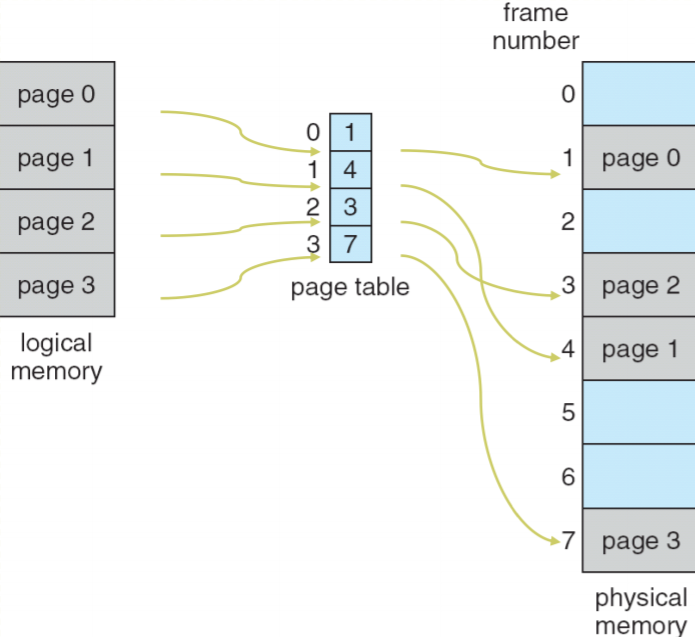 frame
number
page 0
page 1
page 2
page 3
logical
memory
0 1
1 4
2 3
3 7
page table
0
1 page 0
2
3 page 2
4 page 1
5
6
7 page 3
physical
memory